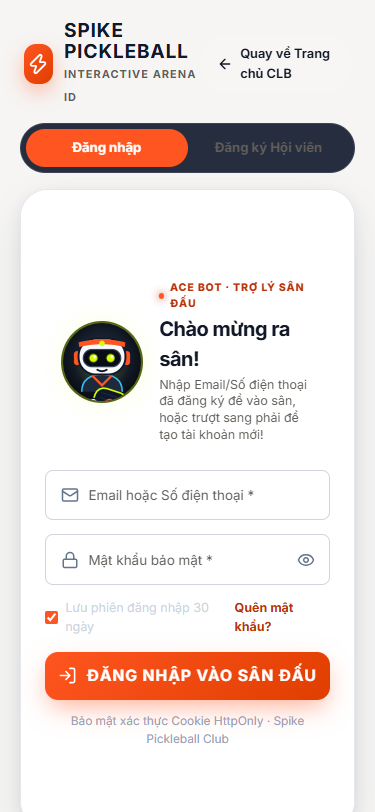 SPIKE
PICKLEBALL
INTERACTIVE ARENA
ID
Quay về Trang
chủ CLB
Đăng nhập
Đăng ký Hội viên
ACE BOT · TRỢ LÝ SÂN
ĐẤU
Chào mừng ra
sân!
Nhập Email/Số điện thoại
đã đăng ký để vào sân,
hoặc trượt sang phải để
tạo tài khoản mới!
Email hoặc Số điện thoại *
Mật khẩu bảo mật *
Lưu phiên đăng nhập 30
ngày
Quên mật
khẩu?
ĐĂNG NHẬP VÀO SÂN ĐẤU
Bảo mật xác thực Cookie HttpOnly · Spike
Pickleball Club